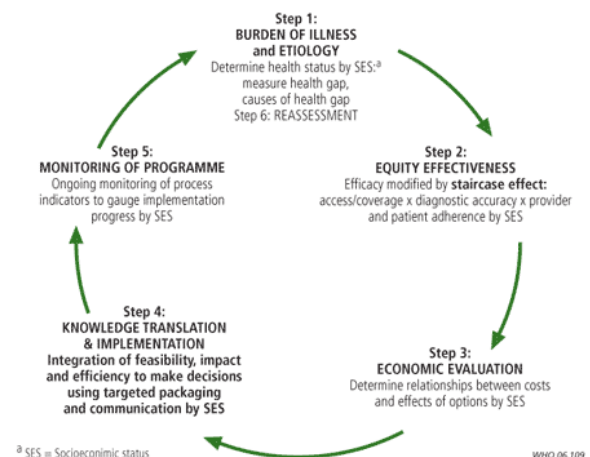 Step 1:
BURDEN OF ILLNESS
and ETIOLOGY
Determine health status by SES:a
measure health gap,
causes of health gap
Step 6: REASSESSMENT
Step 2:
EQUITY EFFECTIVENESS
Efficacy modified by staircase effect:
access/coverage x diagnostic accuracy x provider
and patient adherence by SES
Step 3:
ECONOMIC EVALUATION
Determine relationships between costs
and effects of options by SES
Step 4:
KNOWLEDGE TRANSLATION
& IMPLEMENTATION
Integration of feasibility, impact
and efficiency to make decisions
using targeted packaging
and communication by SES
Step 5:
MONITORING OF PROGRAMME
Ongoing monitoring of process
indicators to gauge implementation
progress by SES
a SES = Socioeconimic status
WHO 06.109